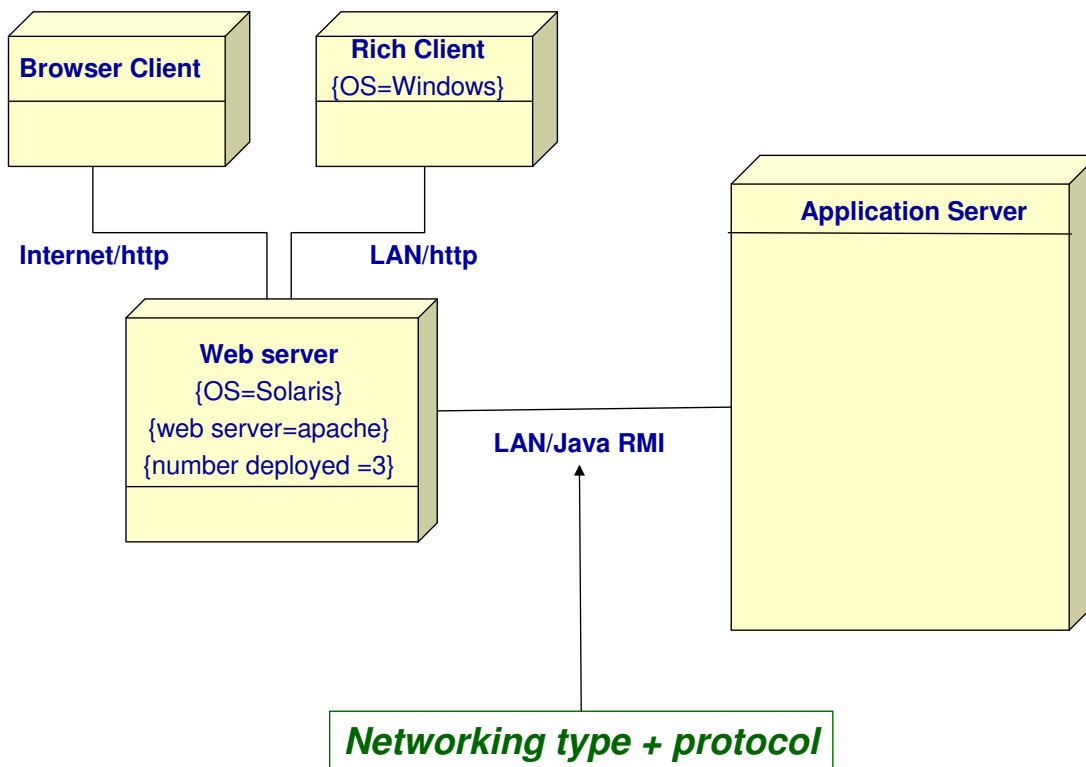 Browser Client
Rich Client
{OS=Windows}
Application Server
Internet/http
LAN/http
Web server
{OS=Solaris}
{web server=apache}
{number deployed =3}
LAN/Java RMI
Networking type + protocol